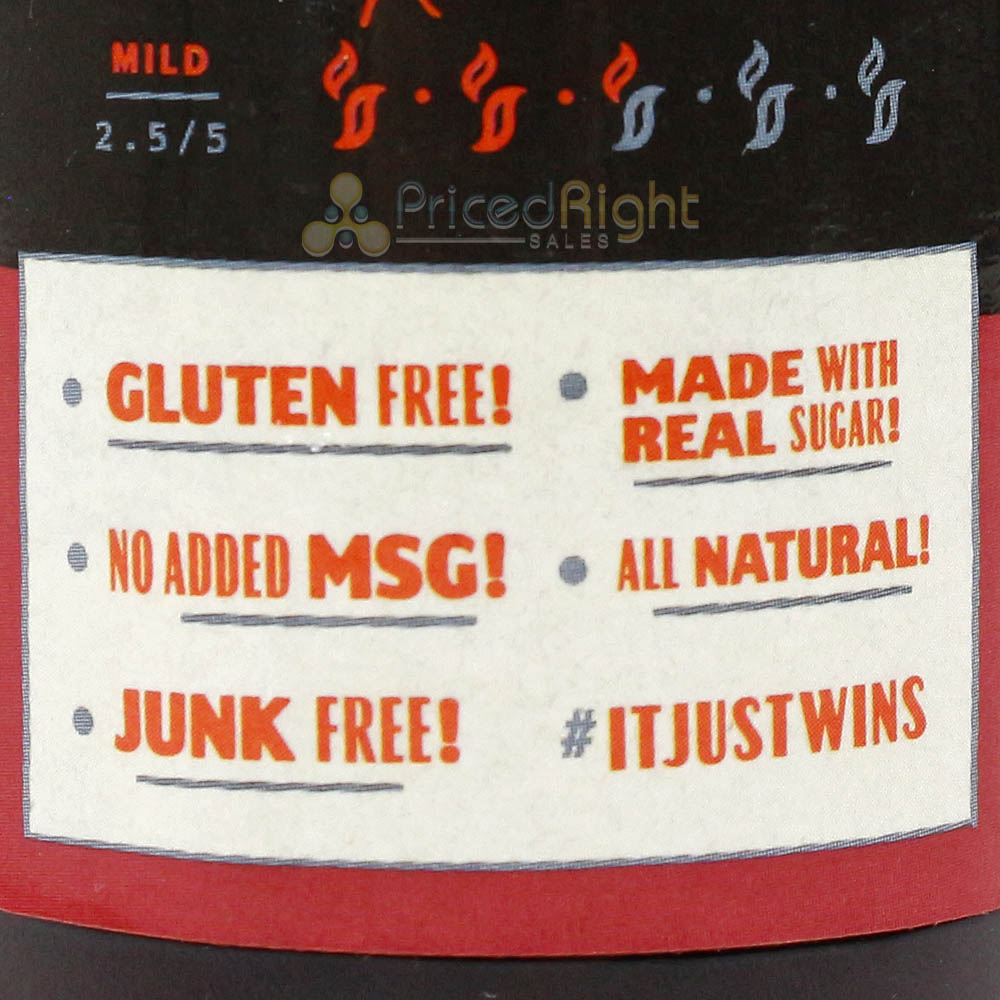 MILD
2.5/5
PricedRight
SALES
GLUTEN FREE!
MADE WITH
REAL SUGAR!
NO ADDED MSG!
ALL NATURAL!
JUNK FREE!
#ITJUSTWINS